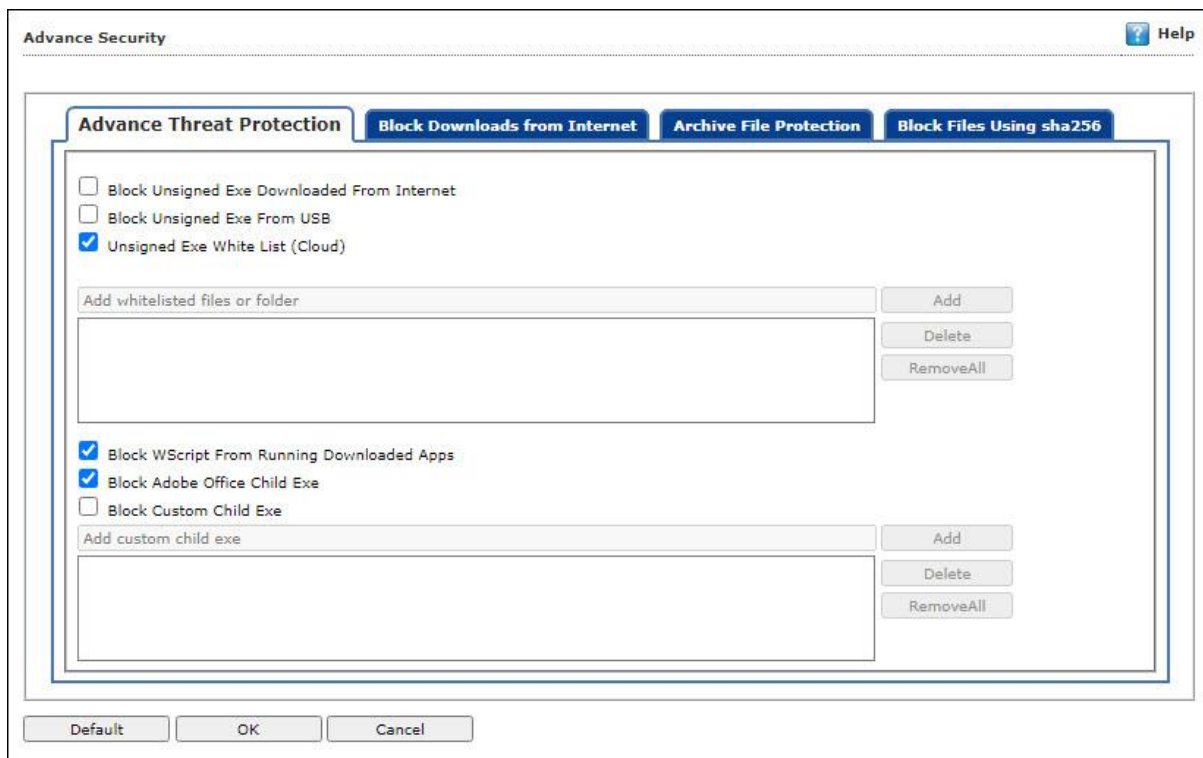 Advance Security
? Help
Advance Threat Protection Block Downloads from Internet Archive File Protection Block Files Using sha256
Block Unsigned Exe Downloaded From Internet
Block Unsigned Exe From USB
Unsigned Exe White List (Cloud)
Add whitelisted files or folder Add
Delete
RemoveAll
Block WScript From Running Downloaded Apps
Block Adobe Office Child Exe
Block Custom Child Exe
Add custom child exe Add
Delete
RemoveAll
Default OK Cancel